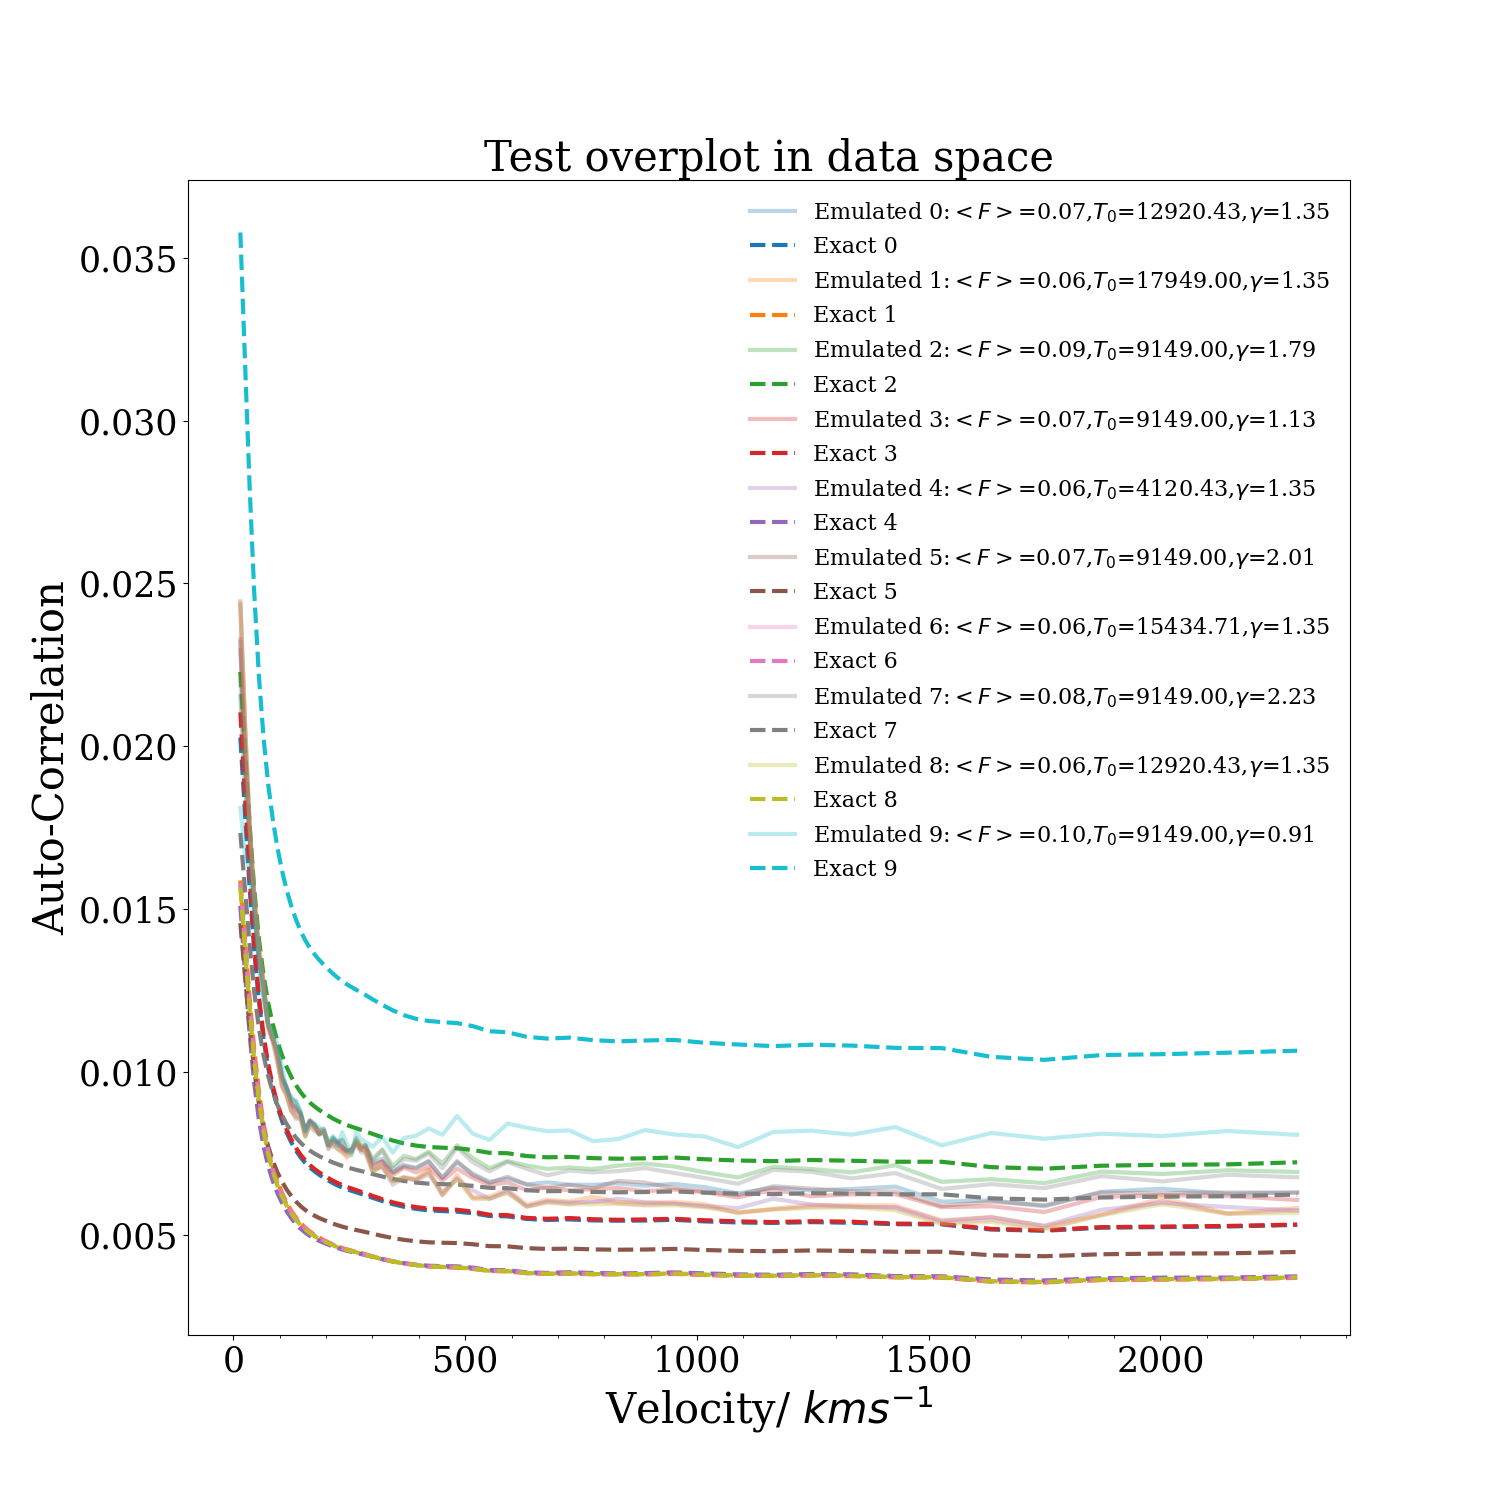 Test overplot in data space
Emulated 0: < F > =0.07,T₀=12920.43,γ=1.35
Exact 0
Emulated 1: < F > =0.06,T₀=17949.00,γ=1.35
Exact 1
Emulated 2: < F > =0.09,T₀=9149.00,γ=1.79
Exact 2
Emulated 3: < F > =0.07,T₀=9149.00,γ=1.13
Exact 3
Emulated 4: < F > =0.06,T₀=4120.43,γ=1.35
Exact 4
Emulated 5: < F > =0.07,T₀=9149.00,γ=2.01
Exact 5
Emulated 6: < F > =0.06,T₀=15434.71,γ=1.35
Exact 6
Emulated 7: < F > =0.08,T₀=9149.00,γ=2.23
Exact 7
Emulated 8: < F > =0.06,T₀=12920.43,γ=1.35
Exact 8
Emulated 9: < F > =0.10,T₀=9149.00,γ=0.91
Exact 9
0.035
0.030
0.025
0.020
0.015
0.010
0.005
Auto-Correlation
0 500 1000 1500 2000
Velocity/ kms⁻¹